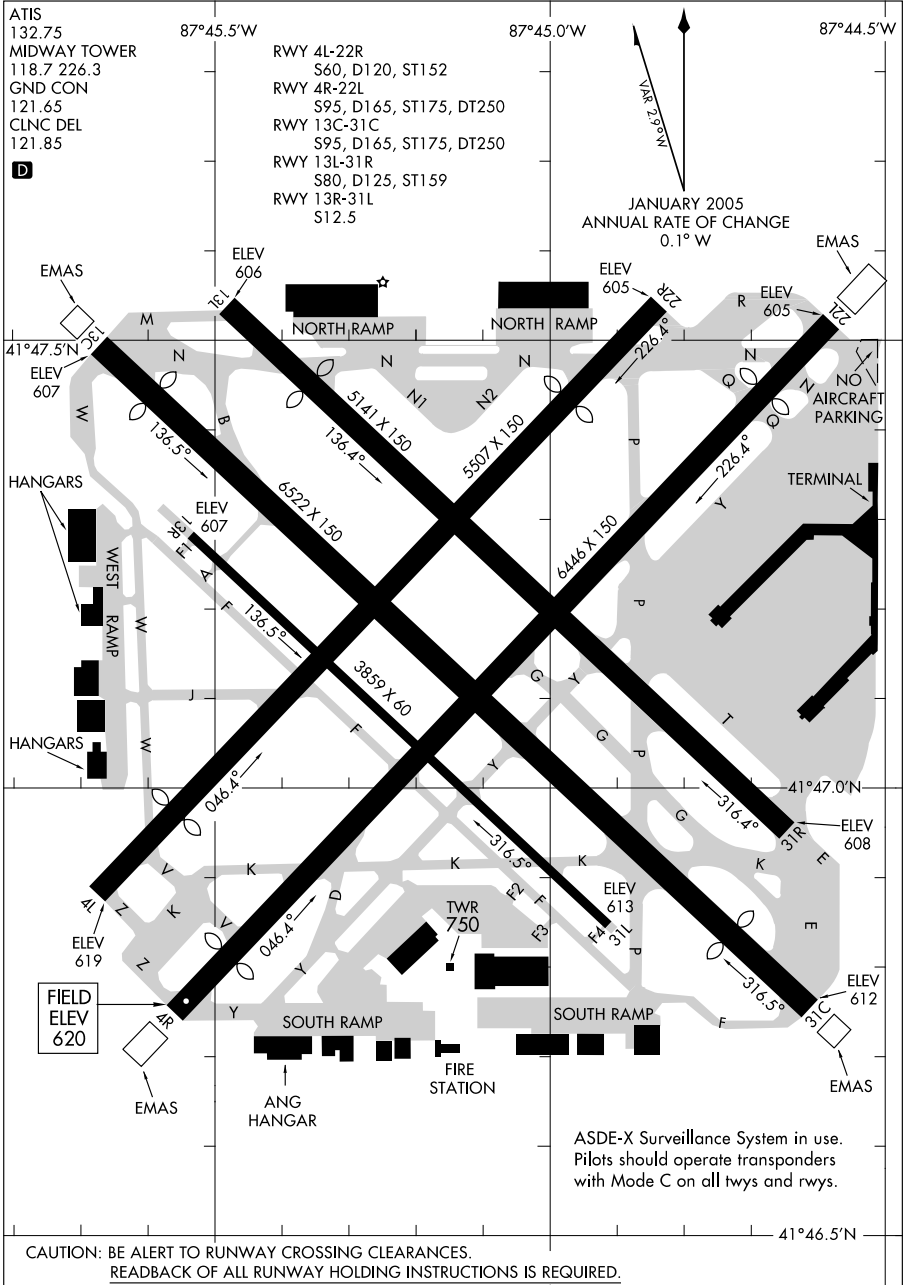 ATIS
132.75
MIDWAY TOWER
118.7 226.3
GND CON
121.65
CLNC DEL
121.85
D
87°45.5'W
87°45.0'W
87°44.5'W
RWY 4L-22R
S60, D120, ST152
RWY 4R-22L
S95, D165, ST175, DT250
RWY 13C-31C
S95, D165, ST175, DT250
RWY 13L-31R
S80, D125, ST159
RWY 13R-31L
S12.5
VAR 2.9°W
JANUARY 2005
ANNUAL RATE OF CHANGE
0.1° W
EMAS
ELEV
606
ELEV
605
EMAS
13L
22R
R
ELEV
605
22L
M
NORTH RAMP
NORTH RAMP
41°47.5'N
13C
ELEV
607
N
N
N
N
226.4°
N1
N2
Q
Q
N
NO
AIRCRAFT
PARKING
W
B
136.5°
5141 X 150
136.4°
5507 X 150
P
226.4°
Y
TERMINAL
HANGARS
ELEV
607
13R
F1
6522 X 150
6446 X 150
WEST
RAMP
A
F
136.5°
P
W
3859 X 60
J
F
G
Y
G
P
T
W
HANGARS
Y
046.4°
316.4°
41°47.0'N
G
31R
ELEV
608
V
K
K
K
K
E
316.5°
4L
Z
K
V
D
F2
F
ELEV
613
E
ELEV
619
Z
046.4°
TWR
750
F3
F4
31L
P
316.5°
Y
FIELD
ELEV
620
4R
Y
SOUTH RAMP
SOUTH RAMP
F
31C
ELEV
612
EMAS
ANG
HANGAR
FIRE
STATION
EMAS
ASDE-X Surveillance System in use.
Pilots should operate transponders
with Mode C on all twys and rwys.
41°46.5'N
CAUTION: BE ALERT TO RUNWAY CROSSING CLEARANCES.
READBACK OF ALL RUNWAY HOLDING INSTRUCTIONS IS REQUIRED.